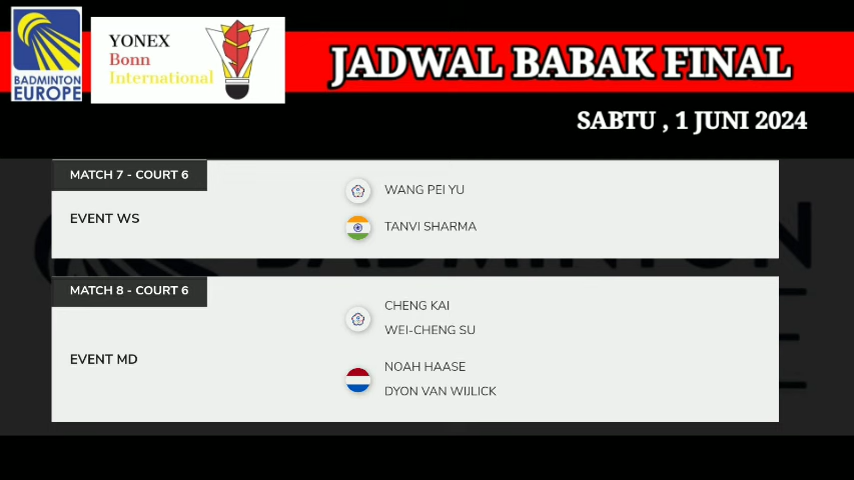 BADMINTON
EUROPE
YONEX
Bonn
International
JADWAL BABAK FINAL
SABTU , 1 JUNI 2024
MATCH 7 - COURT 6
EVENT WS
WANG PEI YU
TANVI SHARMA
MATCH 8 - COURT 6
EVENT MD
CHENG KAI
WEI-CHENG SU
NOAH HAASE
DYON VAN WIJLICK